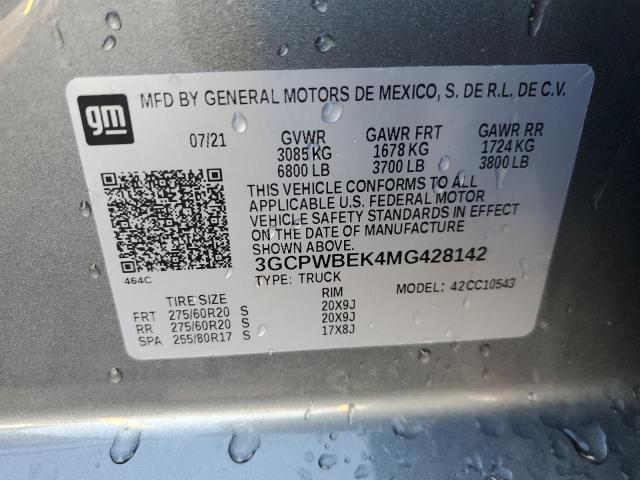 gm
MFD BY GENERAL MOTORS DE MEXICO, S. DE R.L. DE C.V.
07/21 GVWR GAWR FRT GAWR RR
3085 KG 1678 KG 1724 KG
6800 LB 3700 LB 3800 LB
THIS VEHICLE CONFORMS TO ALL
APPLICABLE U.S. FEDERAL MOTOR
VEHICLE SAFETY STANDARDS IN EFFECT
ON THE DATE OF MANUFACTURE
SHOWN ABOVE.
3GCPWBEK4MG428142
464C
TYPE: TRUCK MODEL: 42CC10543
TIRE SIZE RIM
FRT 275/60R20 S 20X9J
RR 275/60R20 S 20X9J
SPA 255/80R17 S 17X8J